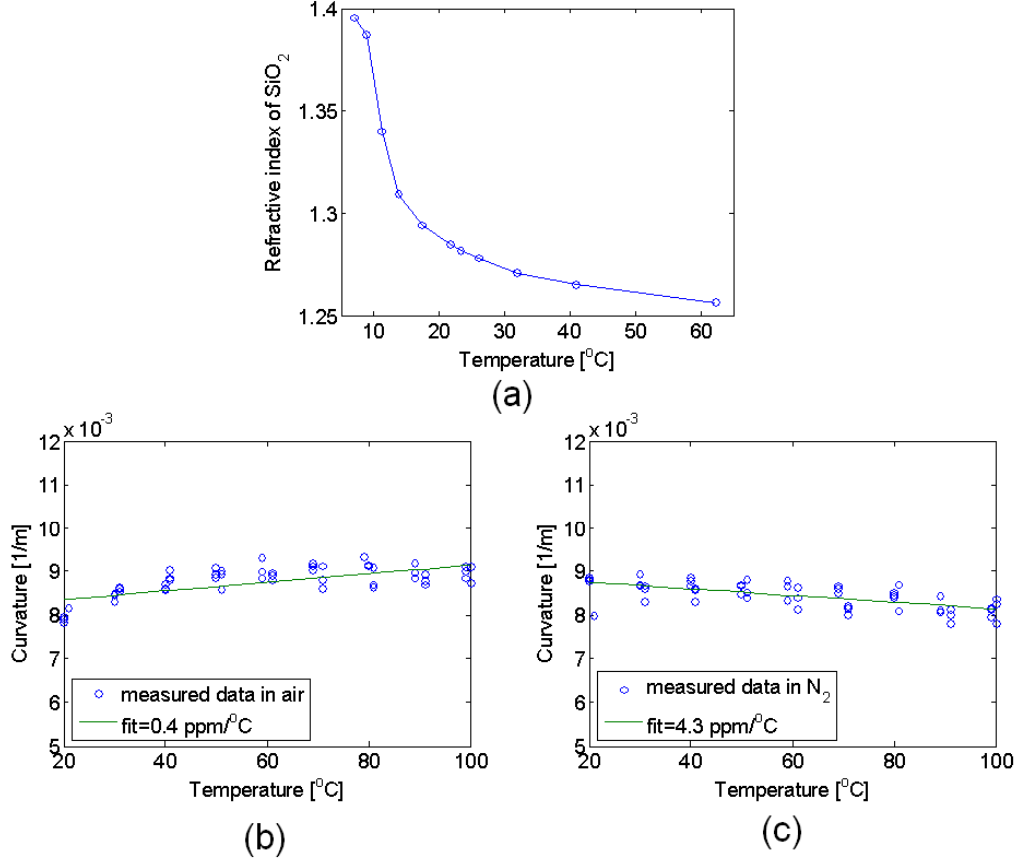 1.4
1.35
1.3
1.25
Refractive index of SiO₂
10 20 30 40 50 60
Temperature [⁰C]
(a)
x 10⁻³
12
11
10
9
8
7
6
5
Curvature [1/m]
measured data in air
fit=0.4 ppm/⁰C
20 40 60 80 100
Temperature [⁰C]
(b)
x 10⁻³
12
11
10
9
8
7
6
5
Curvature [1/m]
measured data in N₂
fit=4.3 ppm/⁰C
20 40 60 80 100
Temperature [⁰C]
(c)